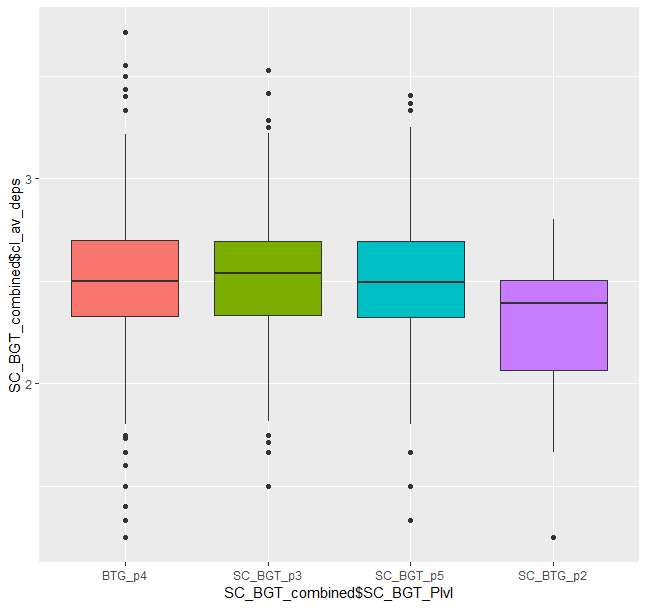 SC_BGT_combined$cl_av_deps
3
2
BTG_p4 SC_BGT_p3 SC_BGT_p5 SC_BTG_p2
SC_BGT_combined$SC_BGT_Plvl